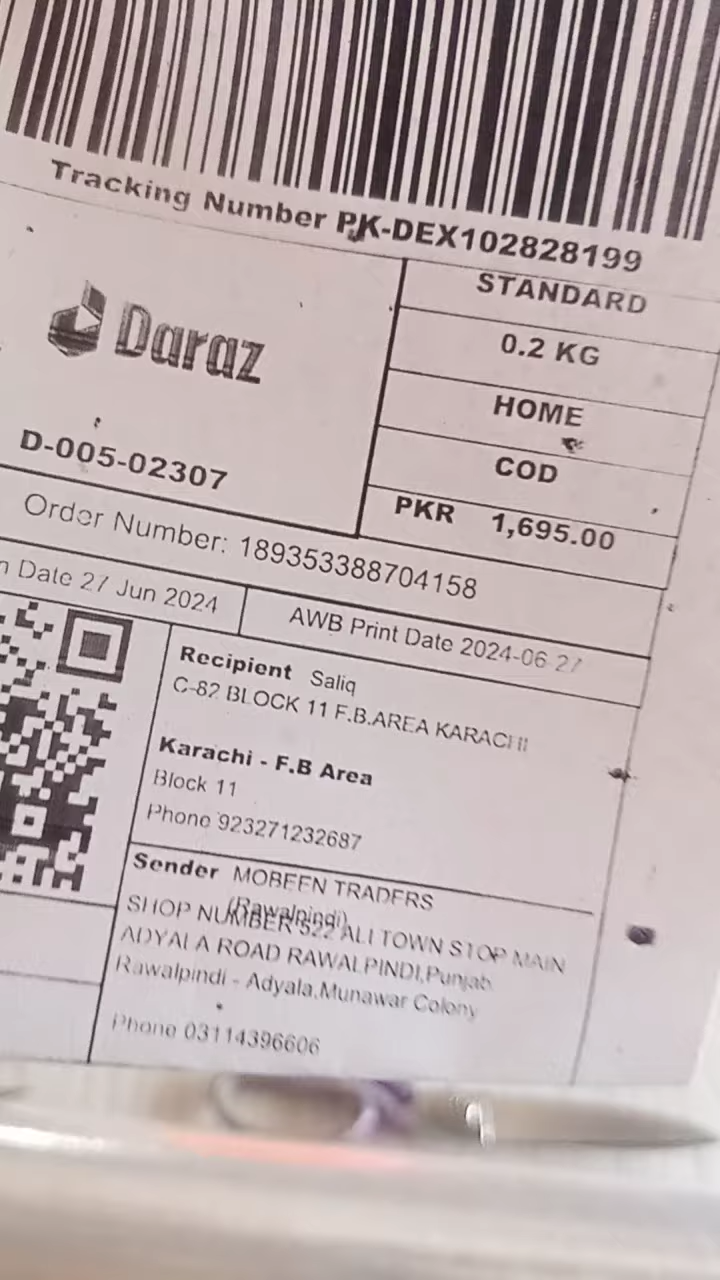 Tracking Number PK-DEX102828199
Daraz
STANDARD
0.2 KG
HOME
COD
PKR 1,695.00
D-005-02307
Order Number: 189353388704158
Date 27 Jun 2024
AWB Print Date 2024-06-27
Recipient Saliq
C-82 BLOCK 11 F.B.AREA KARACHI
Karachi - F.B Area
Block 11
Phone 923271232687
Sender MOBEEN TRADERS
(Rawalpindi)
SHOP NUMBER 522 ALI TOWN STOP MAIN
ADYALA ROAD RAWALPINDI,Punjab
Rawalpindi - Adyala,Munawar Colony
Phone 03114396606